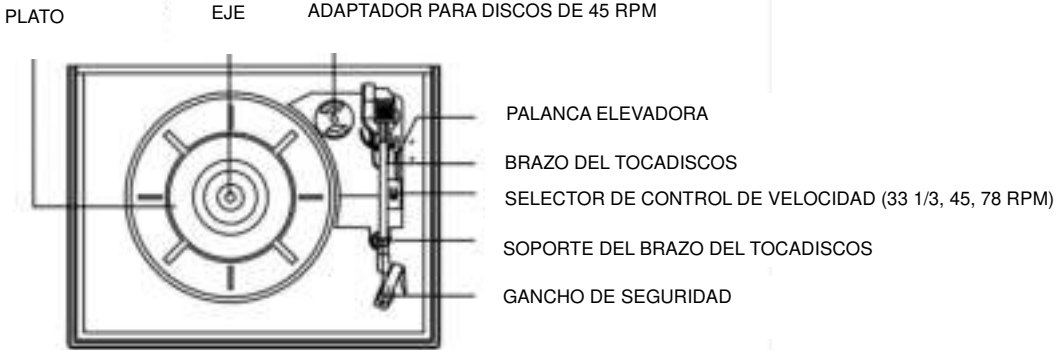 PLATO
EJE
ADAPTADOR PARA DISCOS DE 45 RPM
PALANCA ELEVADORA
BRAZO DEL TOCADISCOS
SELECTOR DE CONTROL DE VELOCIDAD (33 1/3, 45, 78 RPM)
SOPORTE DEL BRAZO DEL TOCADISCOS
GANCHO DE SEGURIDAD